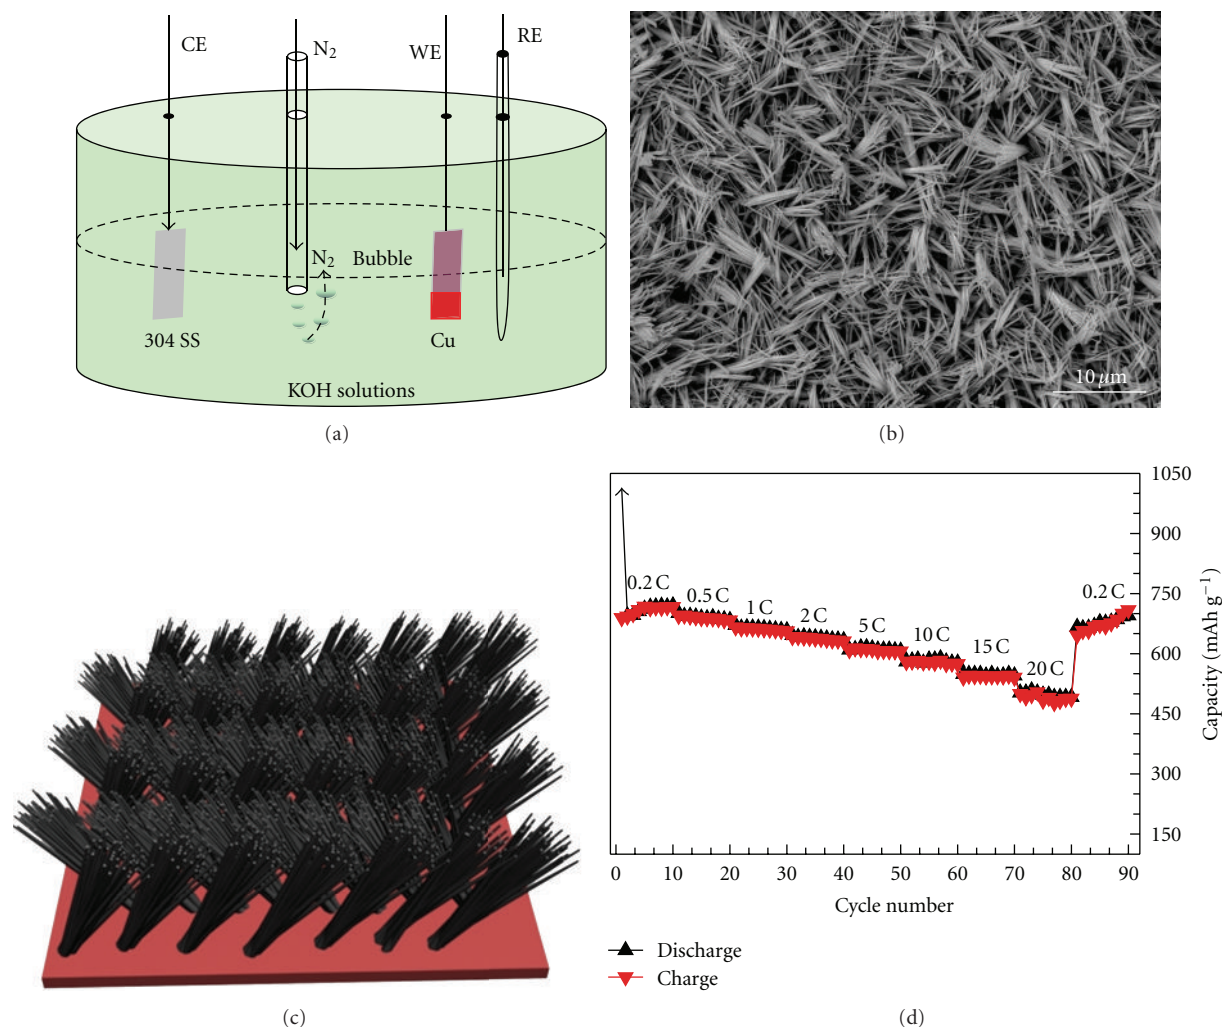 CE
N2
WE
RE
N2
Bubble
304 SS
Cu
KOH solutions
(a)
10 μm
(b)
(c)
1050
900
750
600
450
300
150
Capacity (mAh g−1)
0.2 C
0.5 C
1 C
2 C
5 C
10 C
15 C
20 C
0.2 C
0 10 20 30 40 50 60 70 80 90
Cycle number
Discharge
Charge
(d)